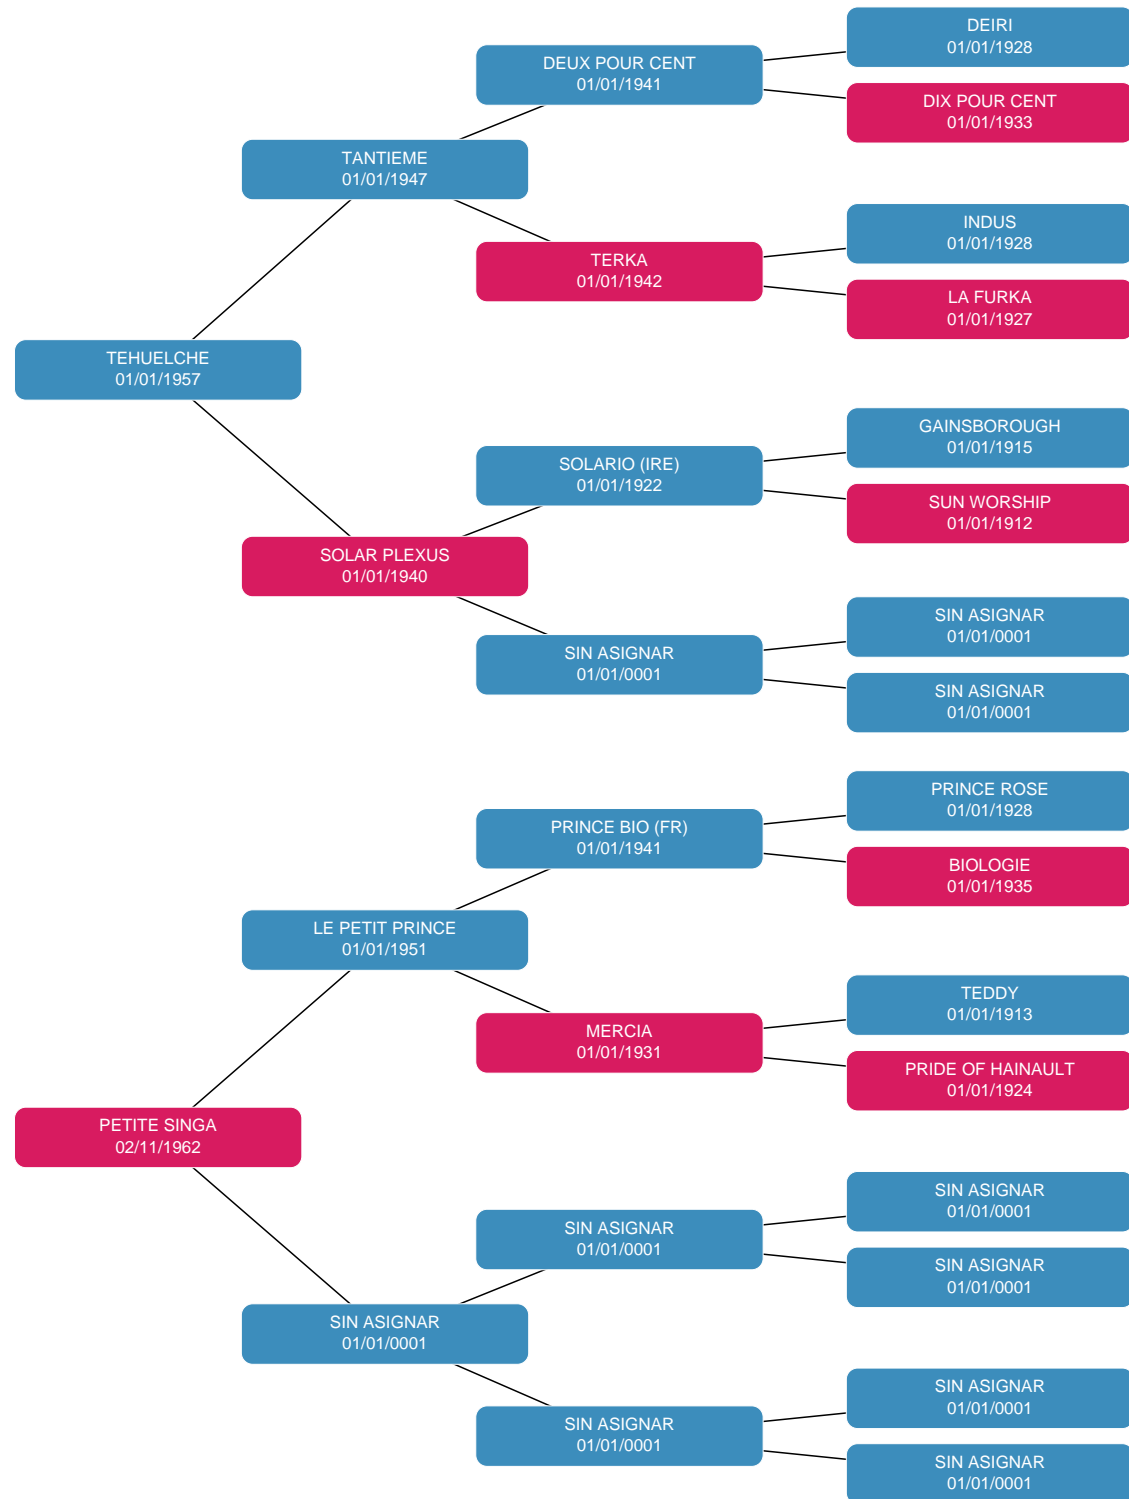 DEIRI
01/01/1928
DEUX POUR CENT
01/01/1941
DIX POUR CENT
01/01/1933
TANTIEME
01/01/1947
INDUS
01/01/1928
TERKA
01/01/1942
LA FURKA
01/01/1927
TEHUELCHE
01/01/1957
GAINSBOROUGH
01/01/1915
SOLARIO (IRE)
01/01/1922
SUN WORSHIP
01/01/1912
SOLAR PLEXUS
01/01/1940
SIN ASIGNAR
01/01/0001
SIN ASIGNAR
01/01/0001
SIN ASIGNAR
01/01/0001
PRINCE ROSE
01/01/1928
PRINCE BIO (FR)
01/01/1941
BIOLOGIE
01/01/1935
LE PETIT PRINCE
01/01/1951
TEDDY
01/01/1913
MERCIA
01/01/1931
PRIDE OF HAINAULT
01/01/1924
PETITE SINGA
02/11/1962
SIN ASIGNAR
01/01/0001
SIN ASIGNAR
01/01/0001
SIN ASIGNAR
01/01/0001
SIN ASIGNAR
01/01/0001
SIN ASIGNAR
01/01/0001
SIN ASIGNAR
01/01/0001
SIN ASIGNAR
01/01/0001